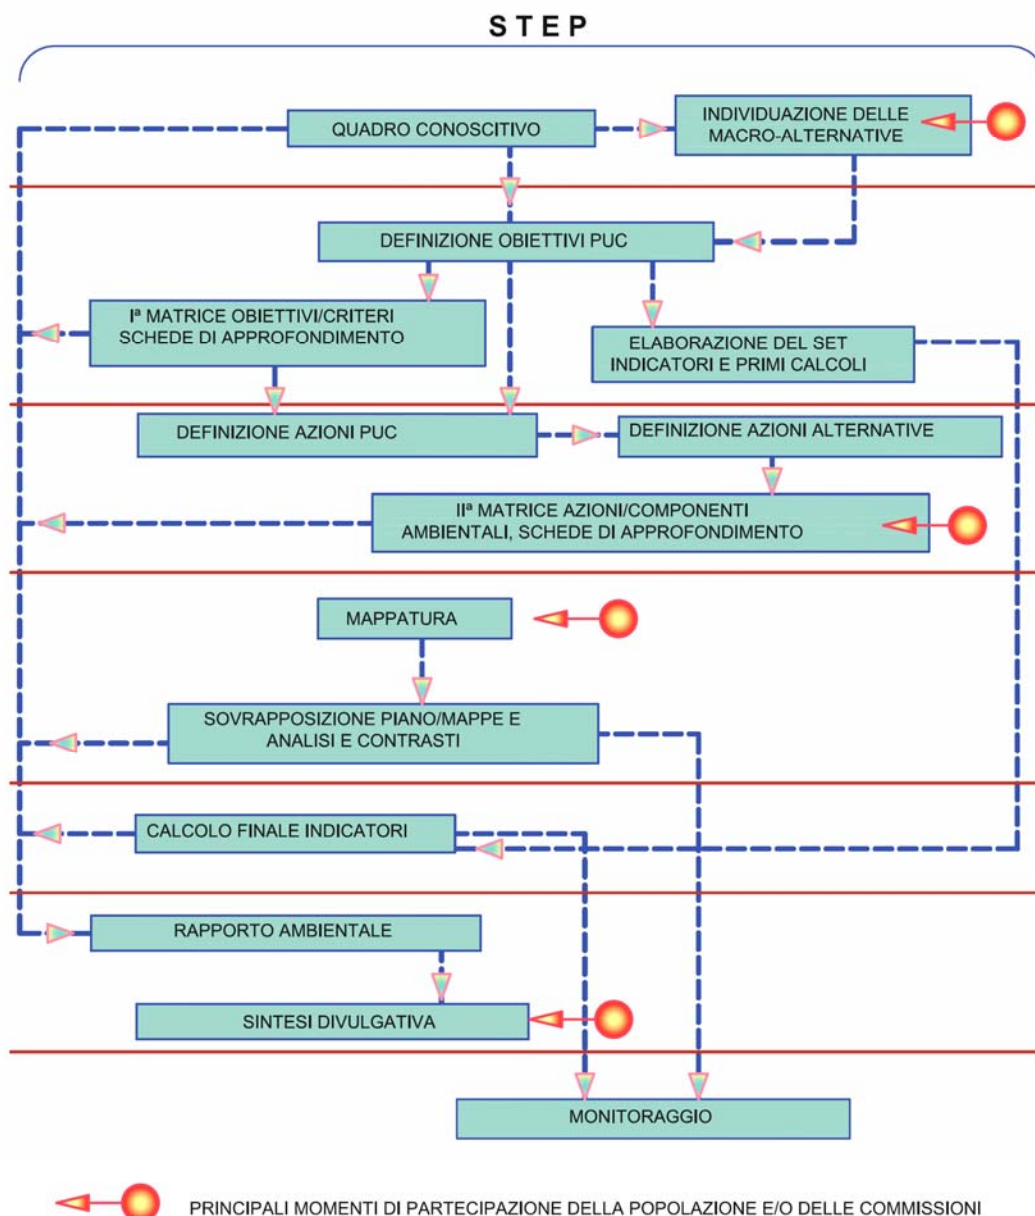 STEP
QUADRO CONOSCITIVO
INDIVIDUAZIONE DELLE
MACRO-ALTERNATIVE
DEFINIZIONE OBIETTIVI PUC
Iª MATRICE OBIETTIVI/CRITERI
SCHEDE DI APPROFONDIMENTO
ELABORAZIONE DEL SET
INDICATORI E PRIMI CALCOLI
DEFINIZIONE AZIONI PUC
DEFINIZIONE AZIONI ALTERNATIVE
IIª MATRICE AZIONI/COMPONENTI
AMBIENTALI, SCHEDE DI APPROFONDIMENTO
MAPPATURA
SOVRAPPOSIZIONE PIANO/MAPPE E
ANALISI E CONTRASTI
CALCOLO FINALE INDICATORI
RAPPORTO AMBIENTALE
SINTESI DIVULGATIVA
MONITORAGGIO
PRINCIPALI MOMENTI DI PARTECIPAZIONE DELLA POPOLAZIONE E/O DELLE COMMISSIONI